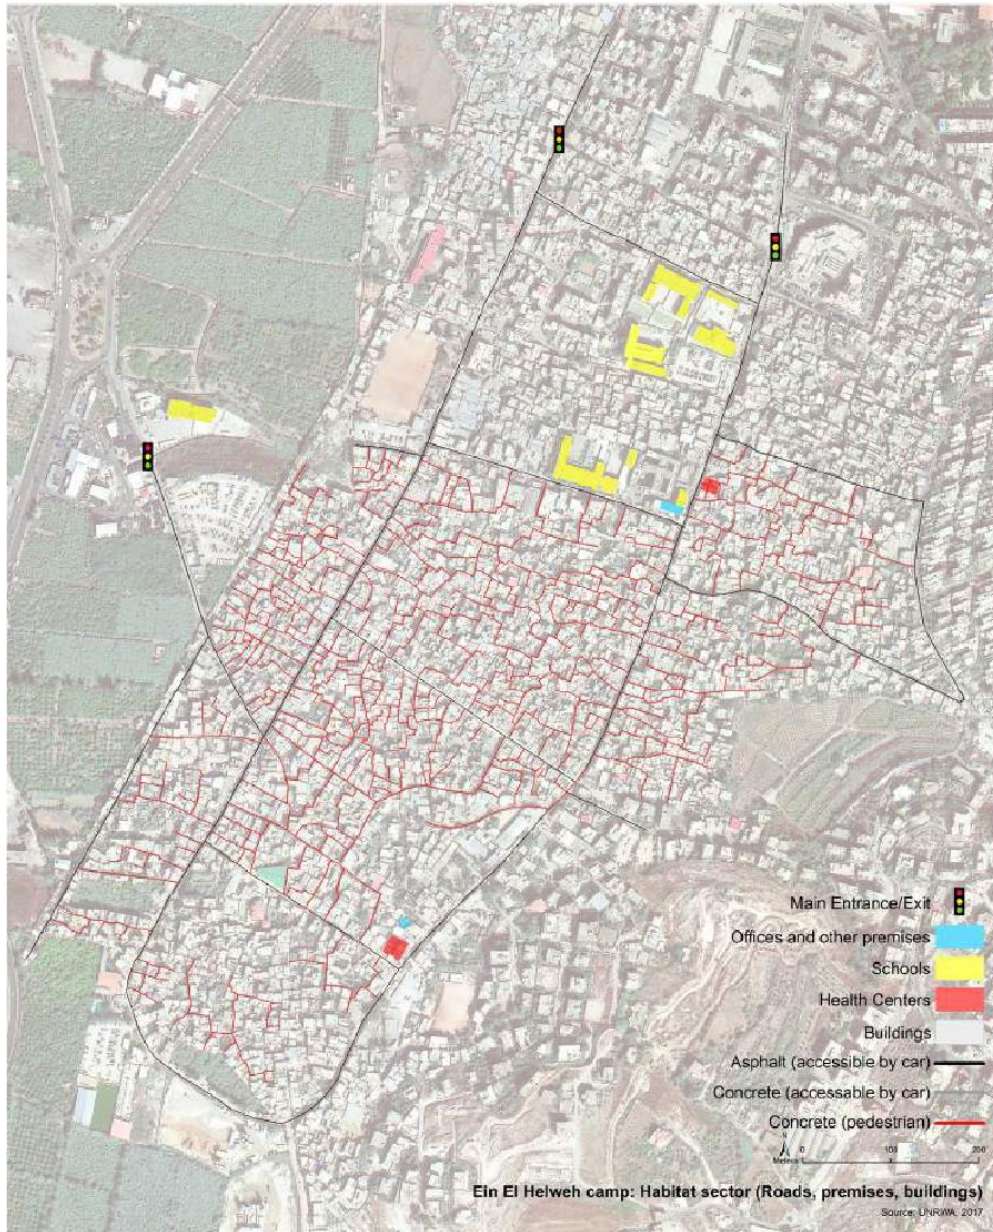 Main Entrance/Exit
Offices and other premises
Schools
Health Centers
Buildings
Asphalt (accessible by car)
Concrete (accessable by car)
Concrete (pedestrian)
N
Meters 0 100 200
Ein El Helweh camp: Habitat sector (Roads, premises, buildings)
Source: UNRWA, 2017